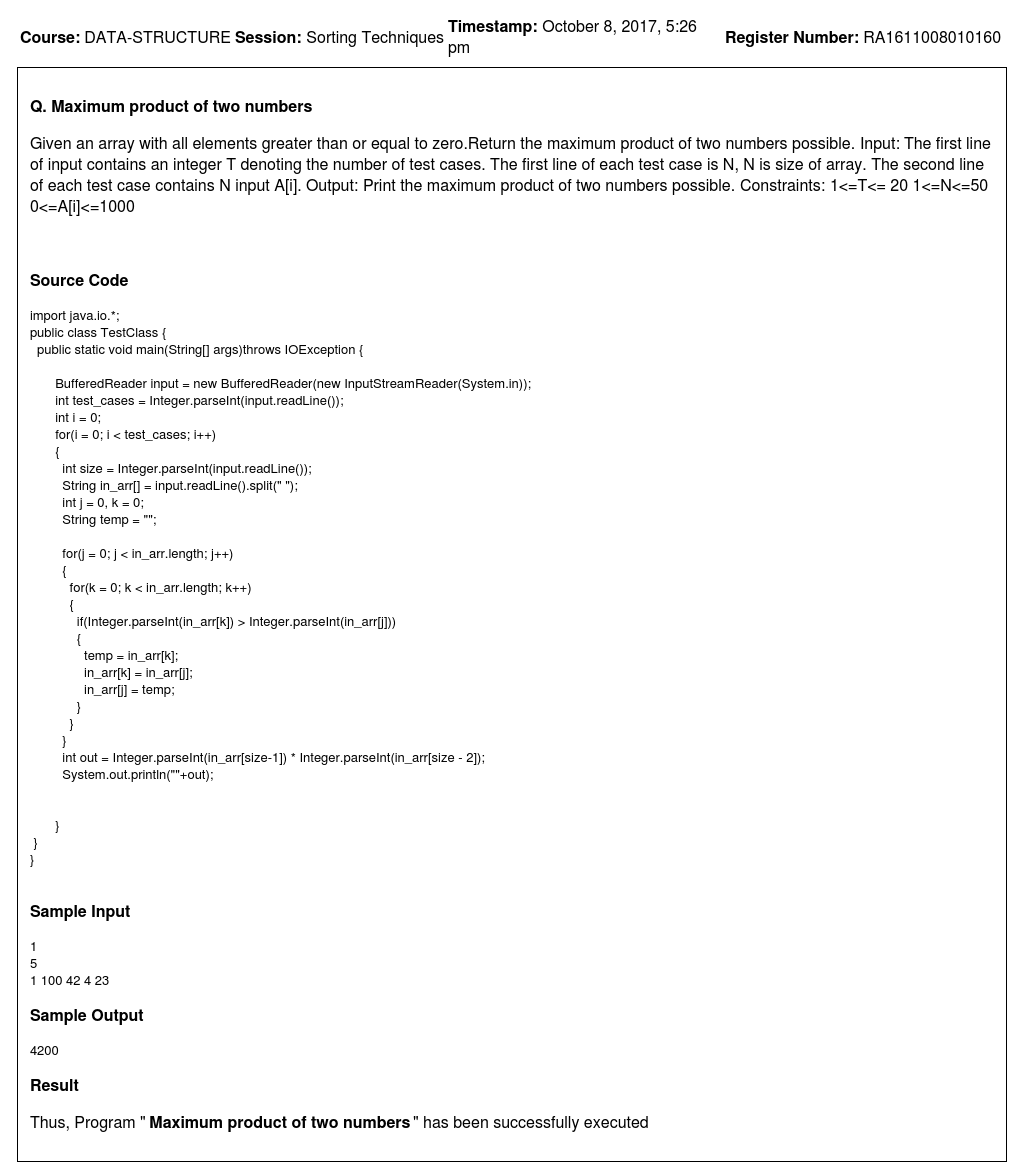 Course: DATA-STRUCTURE Session: Sorting Techniques Timestamp: October 8, 2017, 5:26 pm Register Number: RA1611008010160
Q. Maximum product of two numbers
Given an array with all elements greater than or equal to zero.Return the maximum product of two numbers possible. Input: The first line
of input contains an integer T denoting the number of test cases. The first line of each test case is N, N is size of array. The second line
of each test case contains N input A[i]. Output: Print the maximum product of two numbers possible. Constraints: 1<=T<= 20 1<=N<=50
0<=A[i]<=1000
Source Code
import java.io.*;
public class TestClass {
  public static void main(String[] args)throws IOException {
       BufferedReader input = new BufferedReader(new InputStreamReader(System.in));
       int test_cases = Integer.parseInt(input.readLine());
       int i = 0;
       for(i = 0; i < test_cases; i++)
       {
         int size = Integer.parseInt(input.readLine());
         String in_arr[] = input.readLine().split(" ");
         int j = 0, k = 0;
         String temp = "";
         for(j = 0; j < in_arr.length; j++)
         {
           for(k = 0; k < in_arr.length; k++)
           {
             if(Integer.parseInt(in_arr[k]) > Integer.parseInt(in_arr[j]))
             {
               temp = in_arr[k];
               in_arr[k] = in_arr[j];
               in_arr[j] = temp;
             }
           }
         }
         int out = Integer.parseInt(in_arr[size-1]) * Integer.parseInt(in_arr[size - 2]);
         System.out.println(""+out);
       }
 }
}
Sample Input
1
5
1 100 42 4 23
Sample Output
4200
Result
Thus, Program " Maximum product of two numbers " has been successfully executed